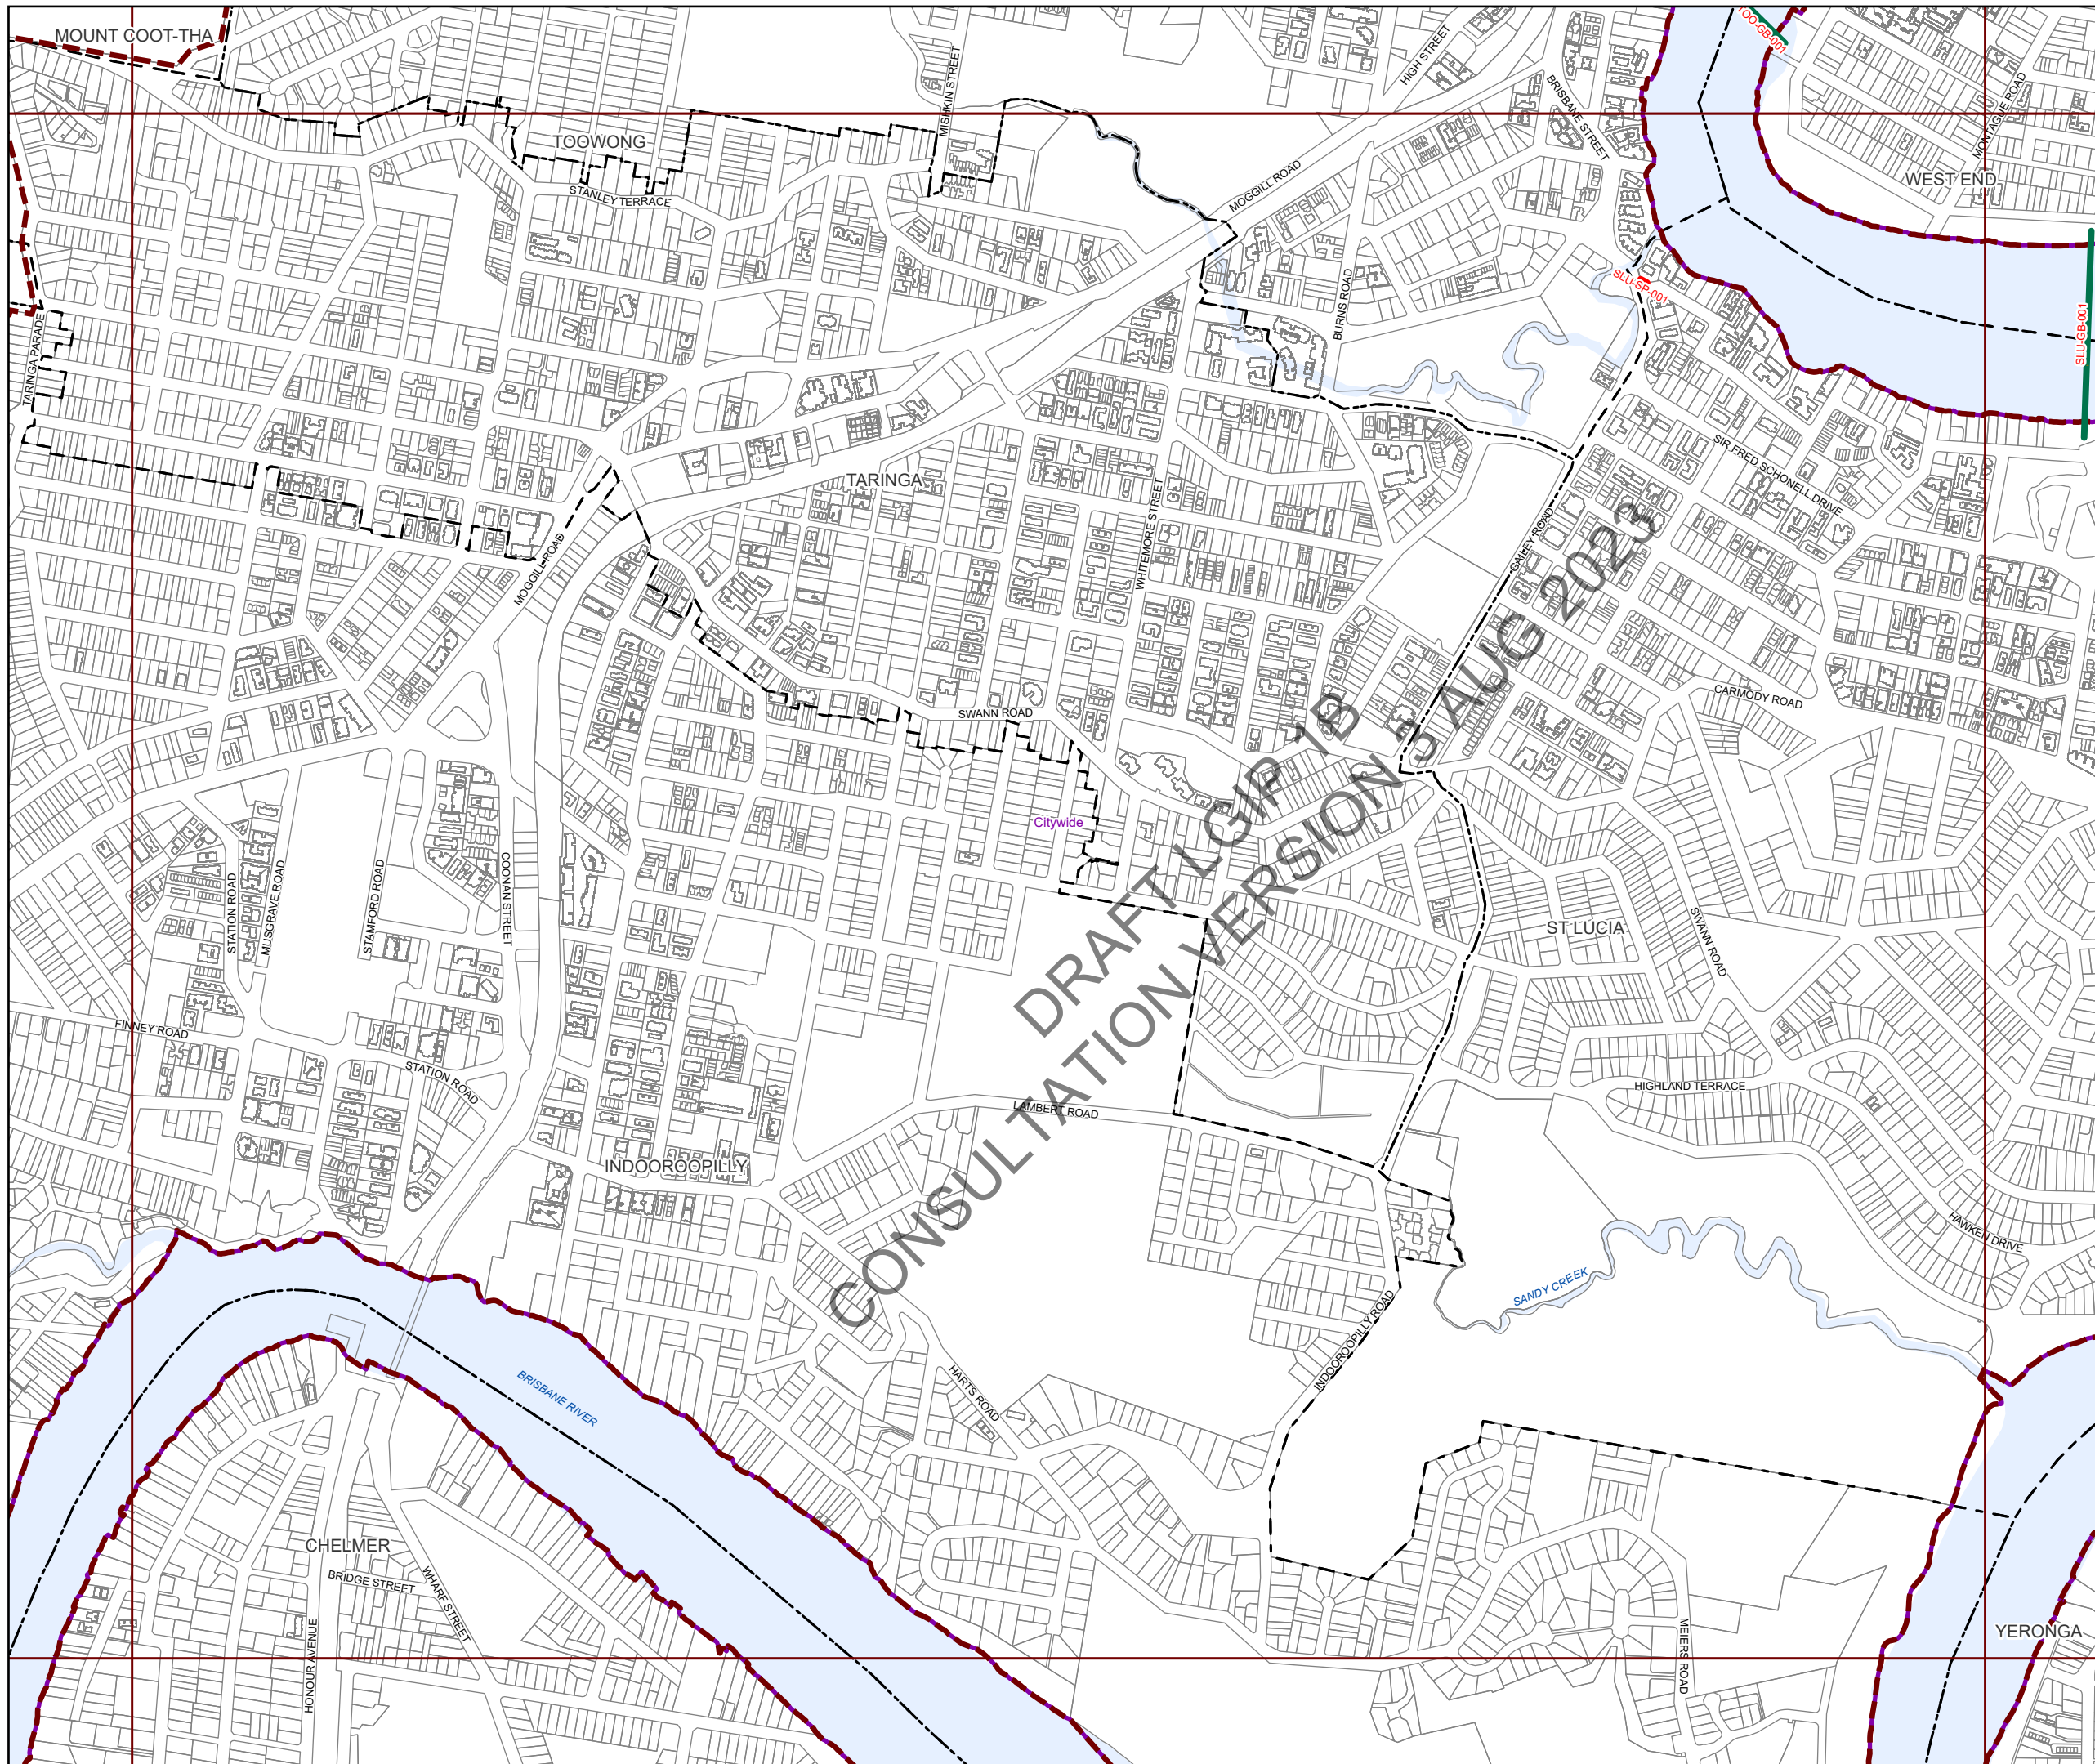 MOUNT COOT-THA
TOO-GB-001
HIGH STREET
MISKIN STREET
BRISBANE STREET
MONTAGUE ROAD
TOOWONG
WEST END
STANLEY TERRACE
MOGGILL ROAD
SLU-SP-001
BURNS ROAD
SLU-GB-001
TARINGA PARADE
SIR FRED SCHONELL DRIVE
TARINGA
WHITMORE STREET
GAILEY ROAD
MOGGILL ROAD
CARMODY ROAD
SWANN ROAD
Citywide
DRAFT LGIP 1B
CONSULTATION VERSION 3 AUG 2023
STATION ROAD
MUSGRAVE ROAD
STAMFORD ROAD
COONAN STREET
ST LUCIA
SWANN ROAD
FINNEY ROAD
STATION ROAD
HIGHLAND TERRACE
LAMBERT ROAD
INDOOROOPILLY
HAWKEN DRIVE
SANDY CREEK
INDOOROOPILLY ROAD
BRISBANE RIVER
HARTS ROAD
CHELMER
BRIDGE STREET
WHARF STREET
HONOUR AVENUE
MEIERS ROAD
YERONGA